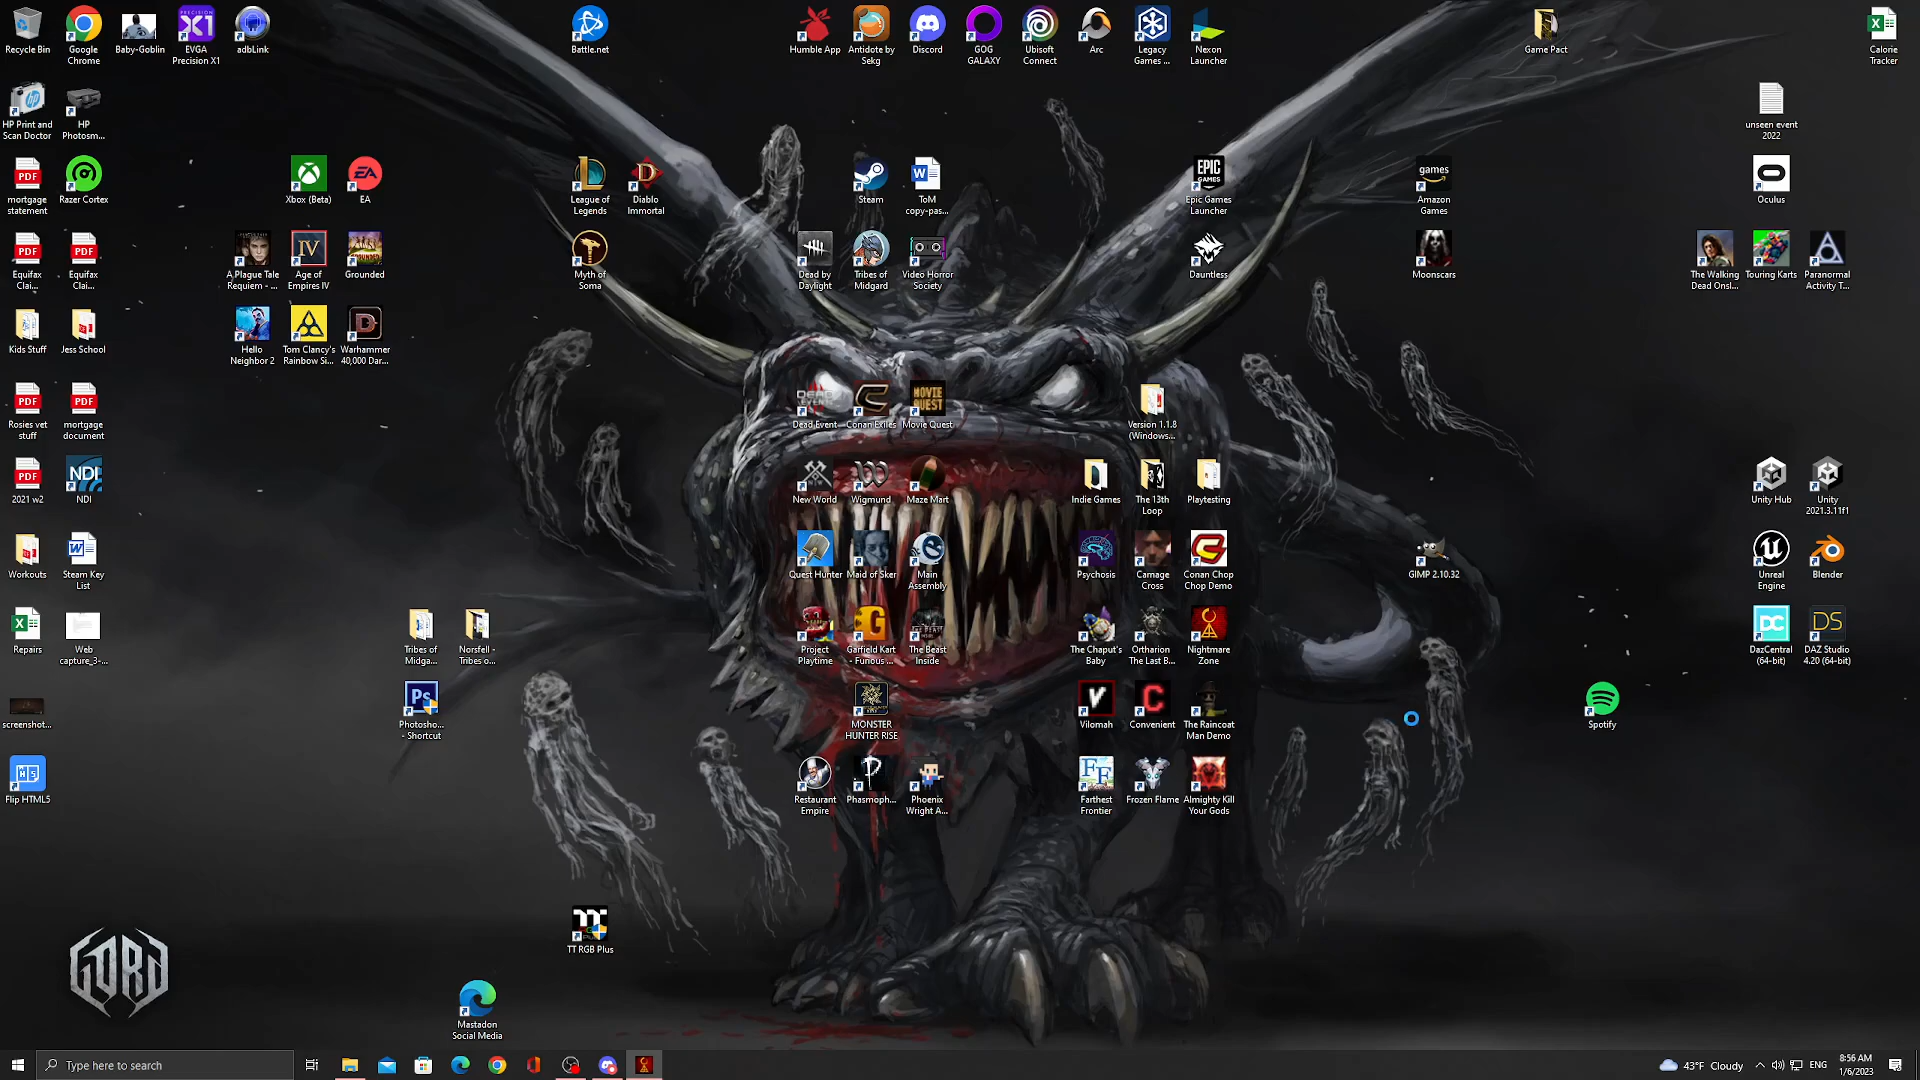 Recycle Bin
Google Chrome
Baby-Goblin
EVGA Precision X1
adbLink
Battle.net
Humble App
Antidote by Sekg
Discord
GOG GALAXY
Ubisoft Connect
Arc
Legacy Games ...
Nexon Launcher
Game Pact
Calorie Tracker
HP Print and Scan Doctor
HP Photosm...
unseen event 2022
mortgage statement
Razer Cortex
Xbox (Beta)
EA
League of Legends
Diablo Immortal
Steam
ToM copy-pas...
EPIC GAMES
Epic Games Launcher
games
Amazon Games
Oculus
Equifax Clai...
Equifax Clai...
A Plague Tale Requiem - ...
IV
Age of Empires IV
Grounded
Myth of Soma
Dead by Daylight
Tribes of Midgard
Video Horror Society
Dauntless
Moonscars
The Walking Dead Onsl...
Touring Karts
Paranormal Activity T...
Kids Stuff
Jess School
Hello Neighbor 2
Tom Clancy's Rainbow Si...
Warhammer 40,000 Dar...
Rosies vet stuff
mortgage document
Dead Event
Conan Exiles
MOVIE QUEST
Movie Quest
Version 1.1.8 (Windows...
2021 w2
NDI
NDI
New World
Wigmund
Maze Mart
Indie Games
The 13th Loop
Playtesting
Unity Hub
Unity 2021.3.11f1
Workouts
Steam Key List
Quest Hunter
Maid of Sker
Main Assembly
Psychosis
Carnage Cross
Conan Chop Chop Demo
GIMP 2.10.32
Unreal Engine
Blender
Repairs
Web capture_3-...
Tribes of Midga...
Norsfell - Tribes o...
Project Playtime
Garfield Kart - Furious ...
The Beast Inside
The Chaput's Baby
Ortharion The Last B...
Nightmare Zone
DC
DazCentral (64-bit)
DS
DAZ Studio 4.20 (64-bit)
screenshot...
Ps
Photosho... - Shortcut
MONSTER HUNTER RISE
V
Vilomah
C
Convenient
The Raincoat Man Demo
Spotify
Flip HTML5
Restaurant Empire
Phasmoph...
Phoenix Wright A...
FF
Farthest Frontier
Frozen Flame
Almighty Kill Your Gods
TT RGB Plus
GORD
Mastadon Social Media
Type here to search
43°F Cloudy
ENG
8:56 AM
1/6/2023